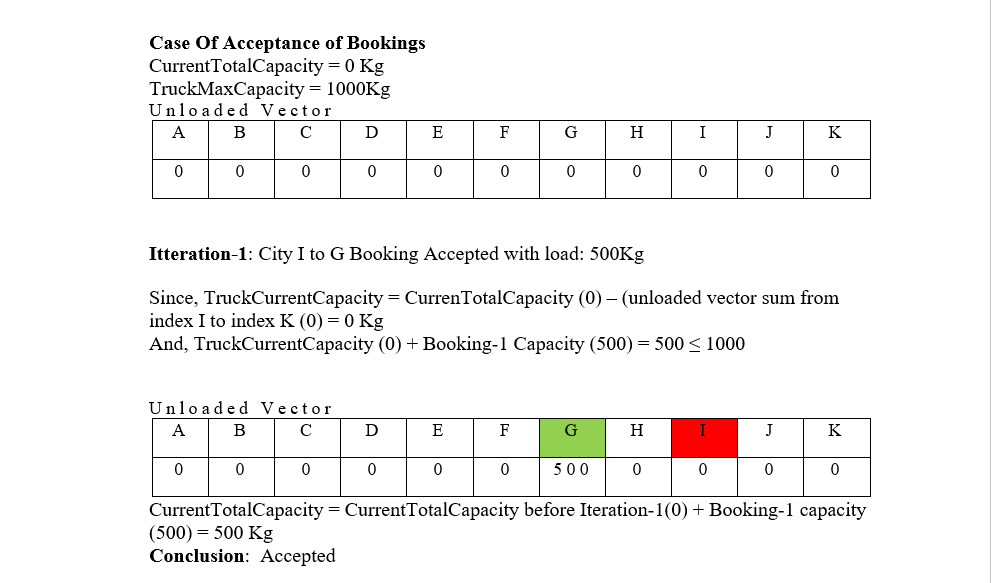 Case Of Acceptance of Bookings
CurrentTotalCapacity = 0 Kg
TruckMaxCapacity = 1000Kg
Unloaded Vector
A B C D E F G H I J K
0 0 0 0 0 0 0 0 0 0 0
Itteration-1: City I to G Booking Accepted with load: 500Kg
Since, TruckCurrentCapacity = CurrenTotalCapacity (0) – (unloaded vector sum from
index I to index K (0) = 0 Kg
And, TruckCurrentCapacity (0) + Booking-1 Capacity (500) = 500 ≤ 1000
Unloaded Vector
A B C D E F G H I J K
0 0 0 0 0 0 500 0 0 0 0
CurrentTotalCapacity = CurrentTotalCapacity before Iteration-1(0) + Booking-1 capacity
(500) = 500 Kg
Conclusion: Accepted